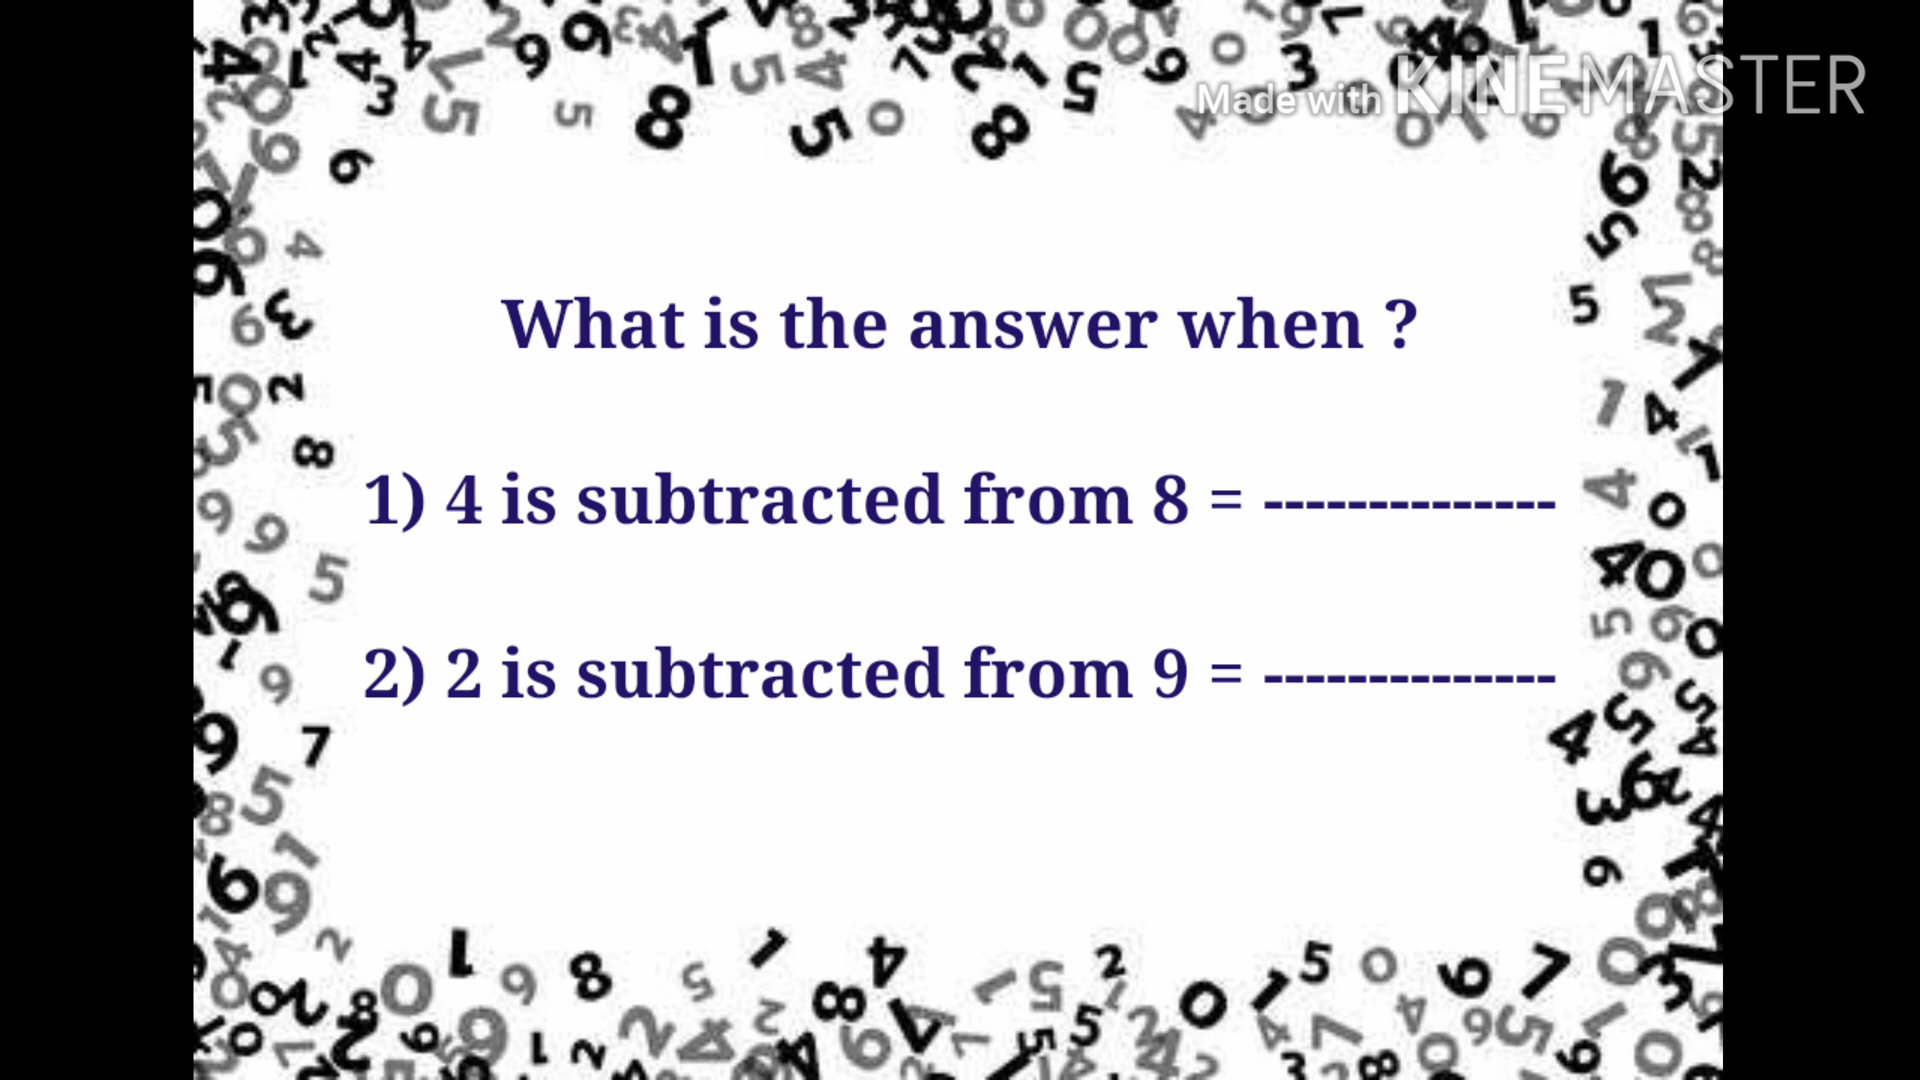 Made with KINEMASTER
What is the answer when ?
1) 4 is subtracted from 8 = --------------
2) 2 is subtracted from 9 = --------------